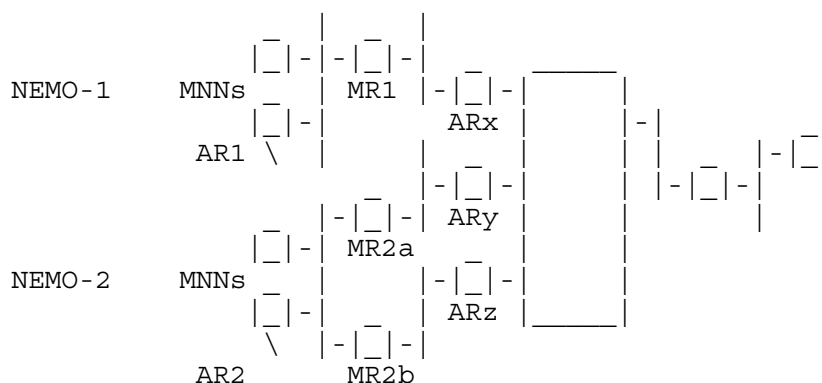 NEMO-1 MNNs MR1
ARx
AR1
ARy
MR2a
NEMO-2 MNNs
ARz
AR2 MR2b